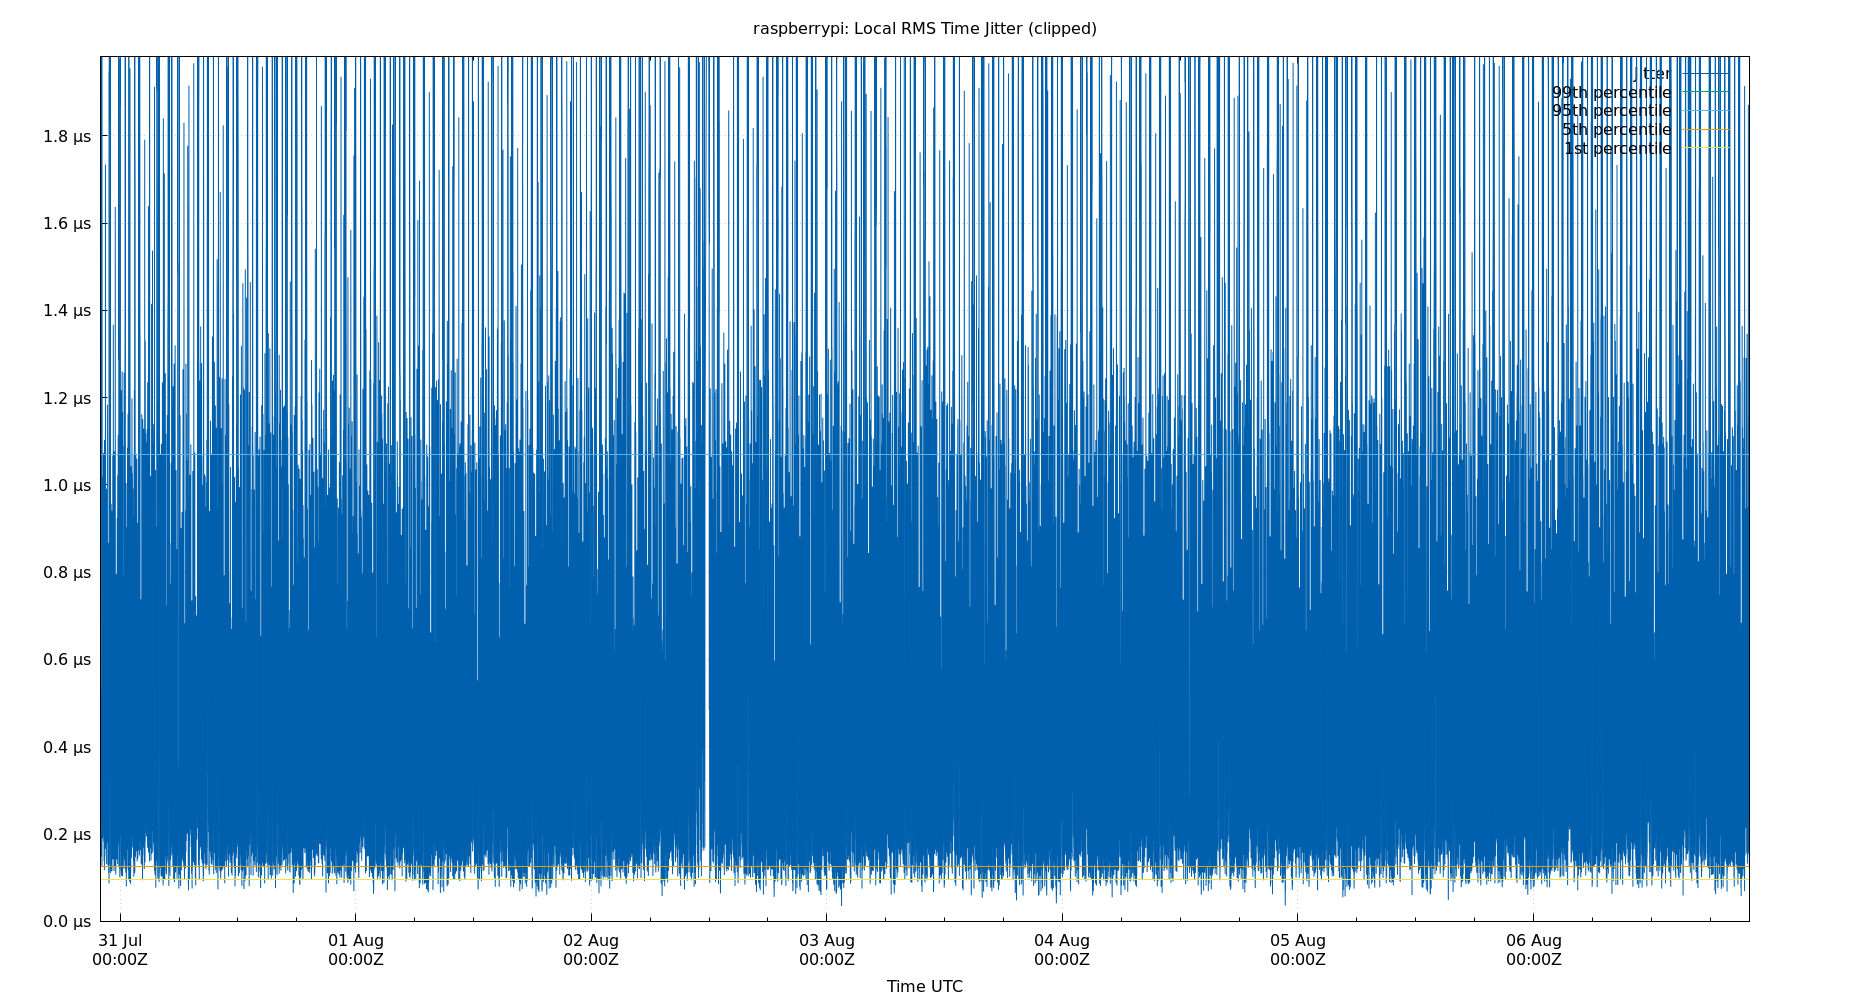 raspberrypi: Local RMS Time Jitter (clipped)
Jitter
99th percentile
95th percentile
5th percentile
1st percentile
1.8 µs
1.6 µs
1.4 µs
1.2 µs
1.0 µs
0.8 µs
0.6 µs
0.4 µs
0.2 µs
0.0 µs
31 Jul 01 Aug 02 Aug 03 Aug 04 Aug 05 Aug 06 Aug
00:00Z 00:00Z 00:00Z 00:00Z 00:00Z 00:00Z 00:00Z
Time UTC